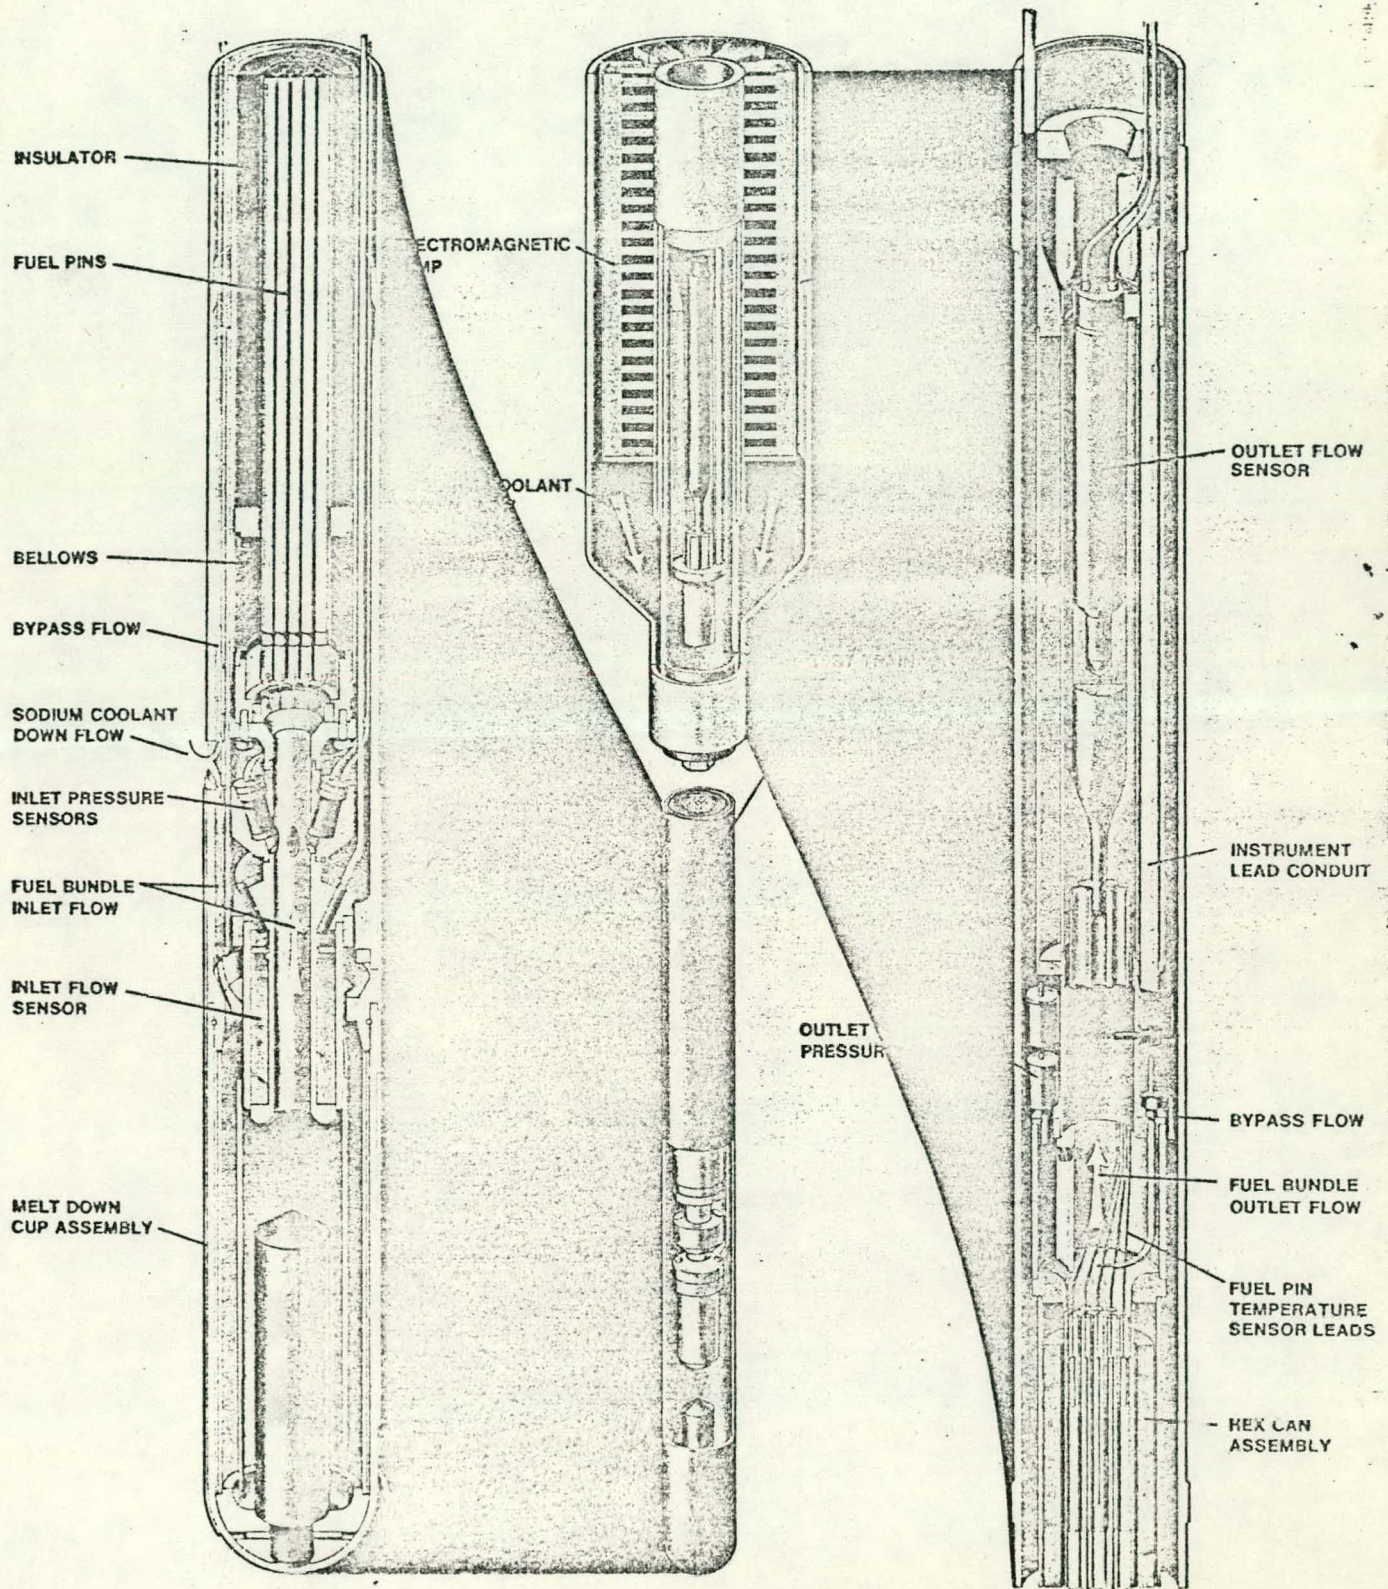 INSULATOR
FUEL PINS
BELLOWS
BYPASS FLOW
SODIUM COOLANT
DOWN FLOW
INLET PRESSURE
SENSORS
FUEL BUNDLE
INLET FLOW
INLET FLOW
SENSOR
MELT DOWN
CUP ASSEMBLY
ECTROMAGNETIC
MP
OOLANT
OUTLET
PRESSUR
OUTLET FLOW
SENSOR
INSTRUMENT
LEAD CONDUIT
BYPASS FLOW
FUEL BUNDLE
OUTLET FLOW
FUEL PIN
TEMPERATURE
SENSOR LEADS
HEX CAN
ASSEMBLY